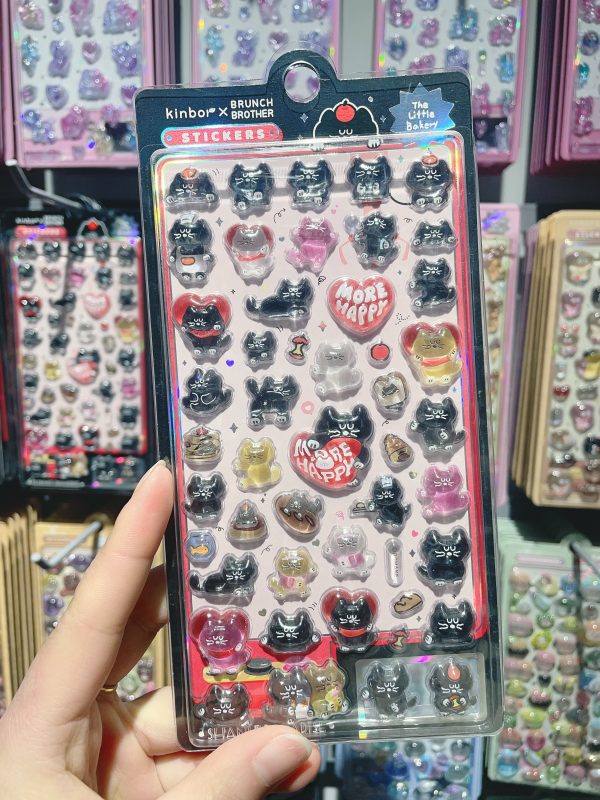 kinbor × BRUNCH BROTHER
STICKERS
The Little Bakery
MORE HAPPY
MORE HAPPY